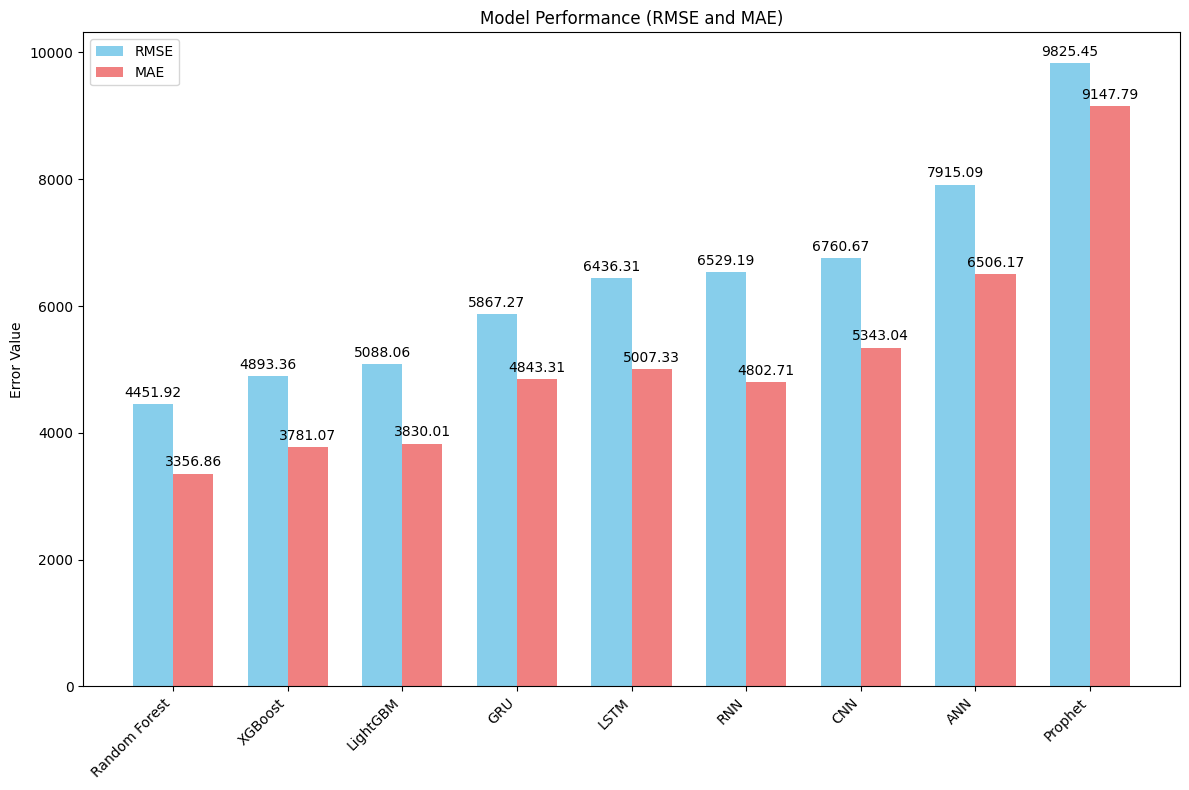 Model Performance (RMSE and MAE)
RMSE
MAE
Error Value
10000
8000
6000
4000
2000
0
4451.92
3356.86
4893.36
3781.07
5088.06
3830.01
5867.27
4843.31
6436.31
5007.33
6529.19
4802.71
6760.67
5343.04
7915.09
6506.17
9825.45
9147.79
Random Forest
XGBoost
LightGBM
GRU
LSTM
RNN
CNN
ANN
Prophet